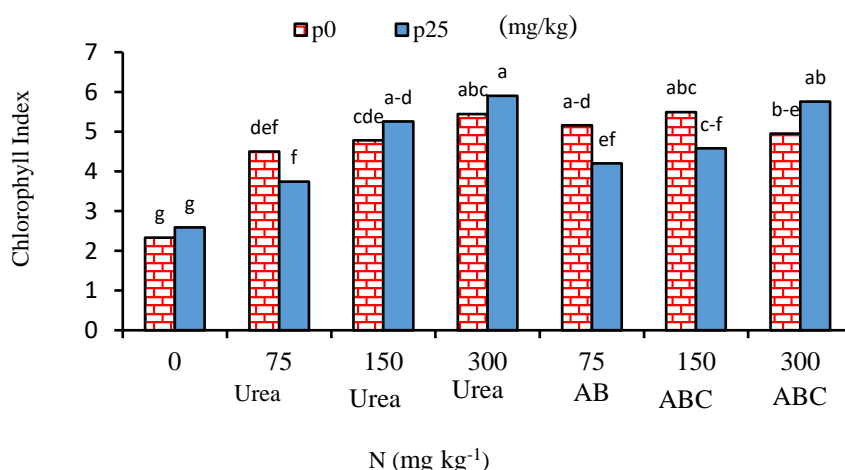 p0 p25 (mg/kg)
Chlorophyll Index
7
6
5
4
3
2
1
0
g g def f cde a-d abc a a-d ef abc c-f b-e ab
0 75 150 300 75 150 300
Urea Urea Urea AB ABC ABC
N (mg kg-1)